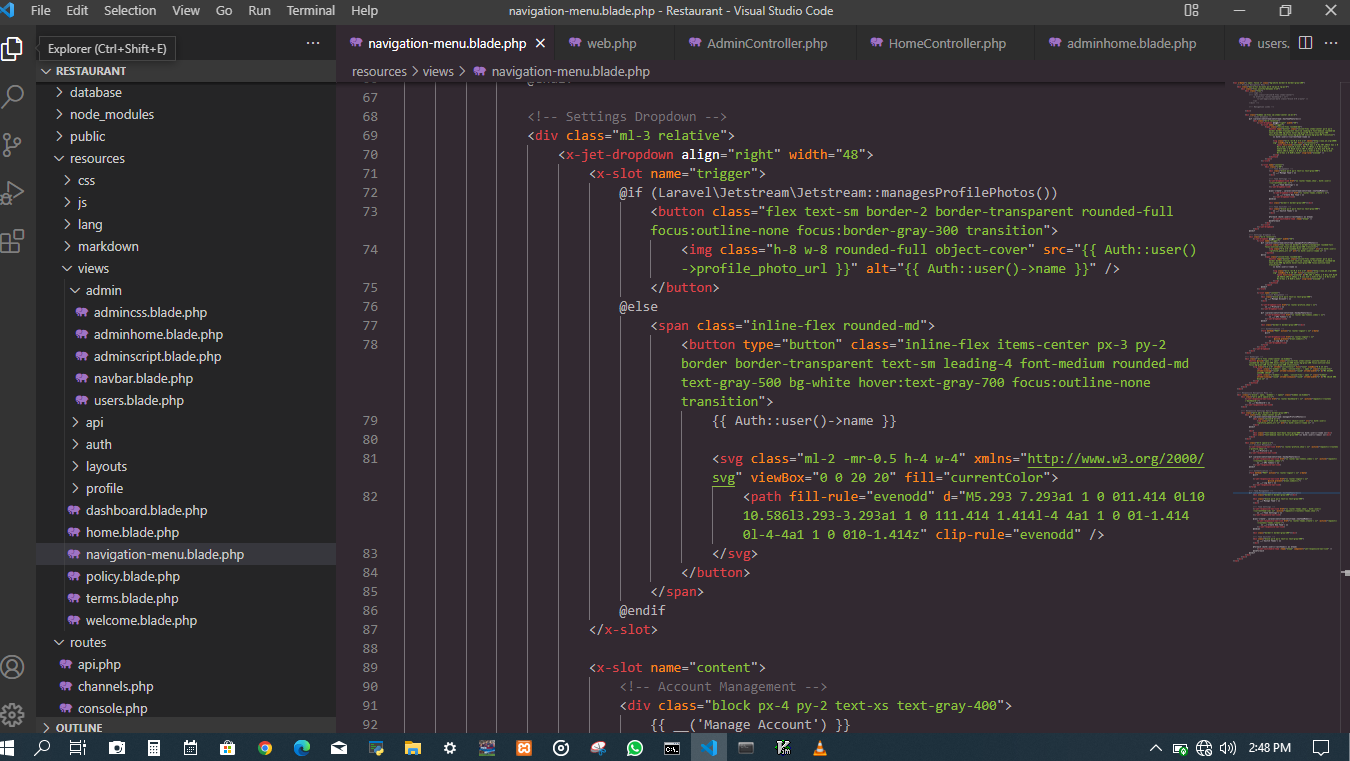 File Edit Selection View Go Run Terminal Help
navigation-menu.blade.php - Restaurant - Visual Studio Code
Explorer (Ctrl+Shift+E)
navigation-menu.blade.php
web.php
AdminController.php
HomeController.php
adminhome.blade.php
users.
RESTAURANT
database
node_modules
public
resources
css
js
lang
markdown
views
admin
admincss.blade.php
adminhome.blade.php
adminscript.blade.php
navbar.blade.php
users.blade.php
api
auth
layouts
profile
dashboard.blade.php
home.blade.php
navigation-menu.blade.php
policy.blade.php
terms.blade.php
welcome.blade.php
routes
api.php
channels.php
console.php
OUTLINE
resources > views > navigation-menu.blade.php
67
68 <!-- Settings Dropdown -->
69 <div class="ml-3 relative">
70 <x-jet-dropdown align="right" width="48">
71 <x-slot name="trigger">
72 @if (Laravel\Jetstream\Jetstream::managesProfilePhotos())
73 <button class="flex text-sm border-2 border-transparent rounded-full
focus:outline-none focus:border-gray-300 transition">
74 <img class="h-8 w-8 rounded-full object-cover" src="{{ Auth::user()
->profile_photo_url }}" alt="{{ Auth::user()->name }}" />
75 </button>
76 @else
77 <span class="inline-flex rounded-md">
78 <button type="button" class="inline-flex items-center px-3 py-2
border border-transparent text-sm leading-4 font-medium rounded-md
text-gray-500 bg-white hover:text-gray-700 focus:outline-none
transition">
79 {{ Auth::user()->name }}
80
81 <svg class="ml-2 -mr-0.5 h-4 w-4" xmlns="http://www.w3.org/2000/
svg" viewBox="0 0 20 20" fill="currentColor">
82 <path fill-rule="evenodd" d="M5.293 7.293a1 1 0 011.414 0L10
10.586l3.293-3.293a1 1 0 111.414 1.414l-4 4a1 1 0 01-1.414
0l-4-4a1 1 0 010-1.414z" clip-rule="evenodd" />
83 </svg>
84 </button>
85 </span>
86 @endif
87 </x-slot>
88
89 <x-slot name="content">
90 <!-- Account Management -->
91 <div class="block px-4 py-2 text-xs text-gray-400">
92 {{ __('Manage Account') }}
2:48 PM